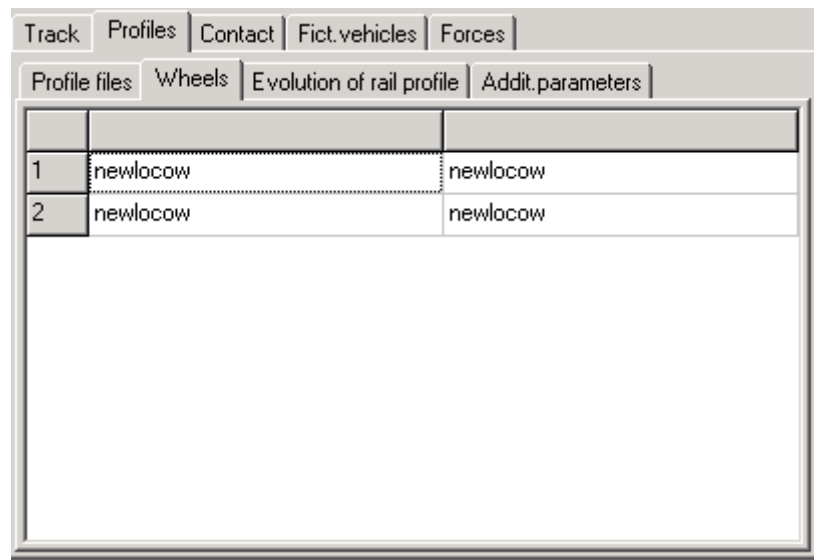 Track Profiles Contact Fict.vehicles Forces
Profile files Wheels Evolution of rail profile Addit.parameters
1 newlocow newlocow
2 newlocow newlocow